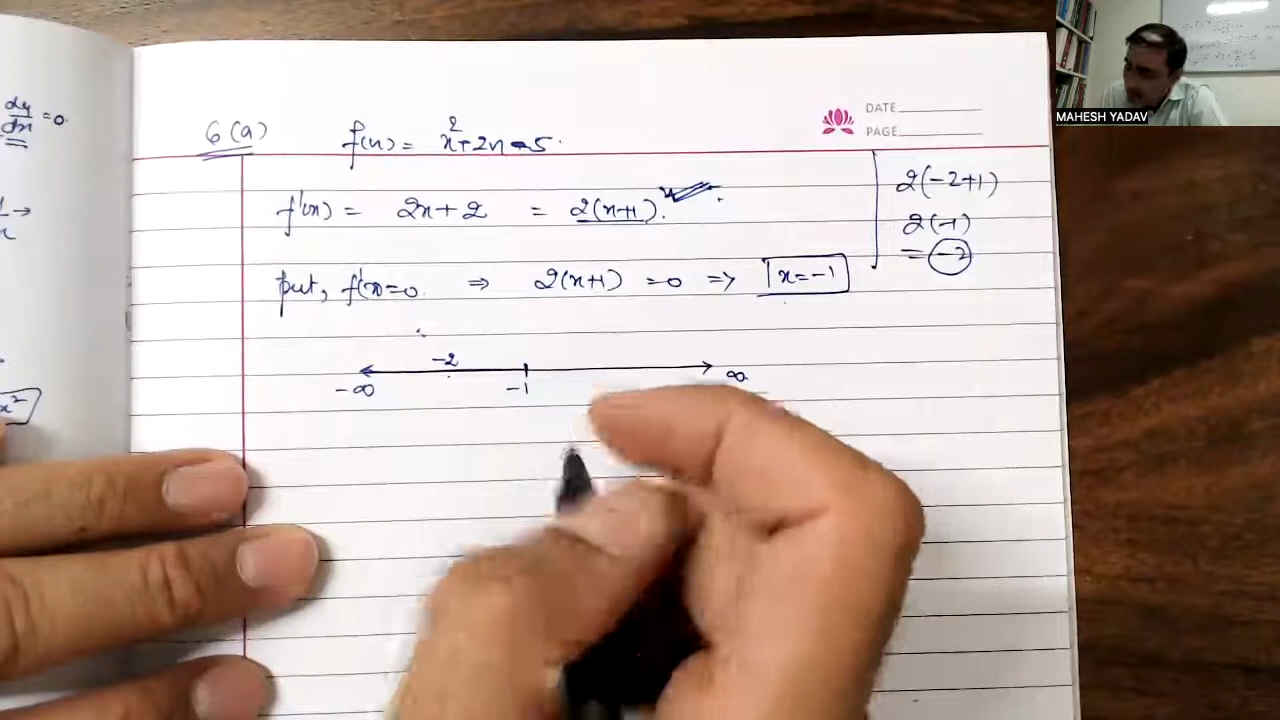 dy/dx = 0.
x²
6(a) f(x) = x²+2x-5.
DATE
PAGE
f'(x) = 2x+2 = 2(x+1).
put, f'(x)=0 ⇒ 2(x+1) =0 => x=-1
-2
-∞ -1 ∞
2(-2+1)
2(-1)
= -2
MAHESH YADAV